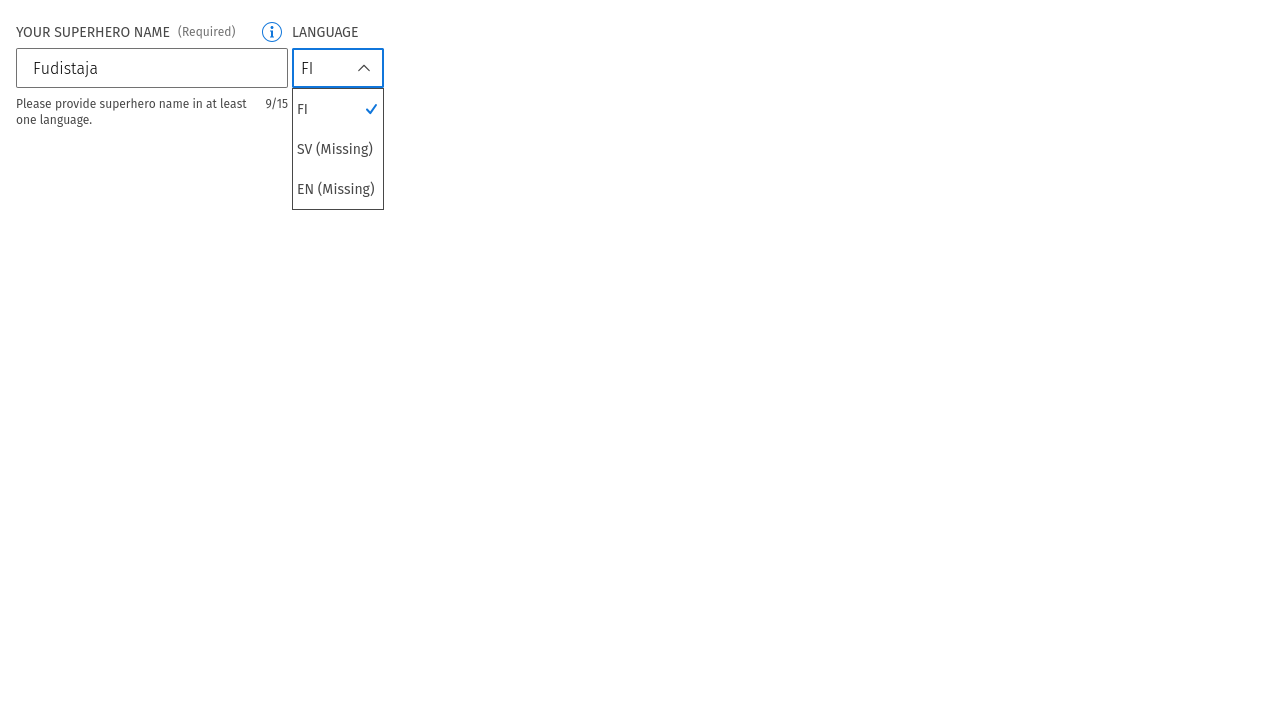 YOUR SUPERHERO NAME (Required) LANGUAGE
Fudistaja FI
Please provide superhero name in at least 9/15
one language.
FI
SV (Missing)
EN (Missing)